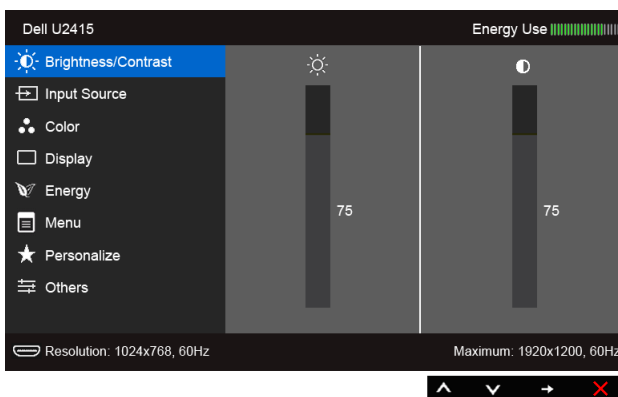 Dell U2415
Energy Use
Brightness/Contrast
Input Source
Color
Display
Energy
Menu
Personalize
Others
75
75
Resolution: 1024x768, 60Hz
Maximum: 1920x1200, 60Hz